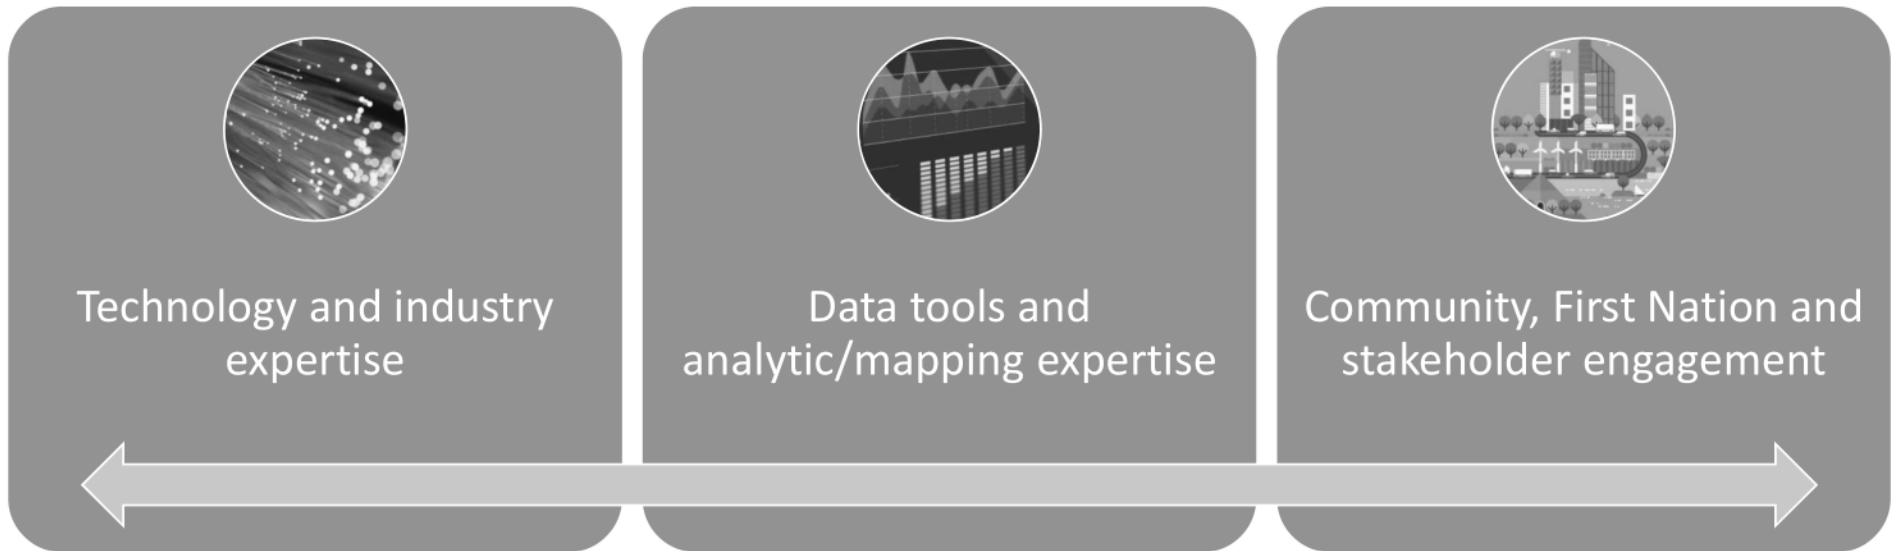 Technology and industry
expertise
Data tools and
analytic/mapping expertise
Community, First Nation and
stakeholder engagement